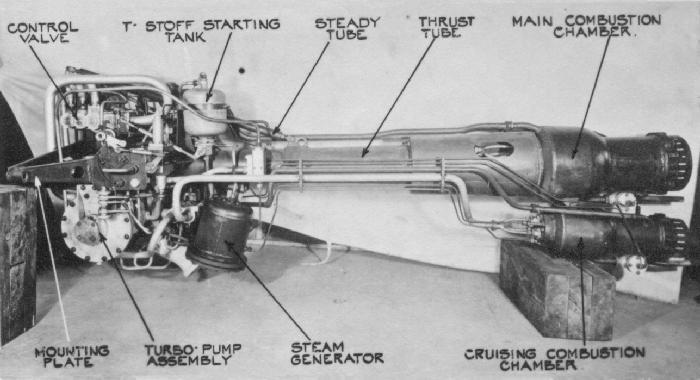 CONTROL
VALVE
T-STOFF STARTING
TANK
STEADY
TUBE
THRUST
TUBE
MAIN COMBUSTION
CHAMBER.
MOUNTING
PLATE
TURBO-PUMP
ASSEMBLY
STEAM
GENERATOR
CRUISING COMBUSTION
CHAMBER.